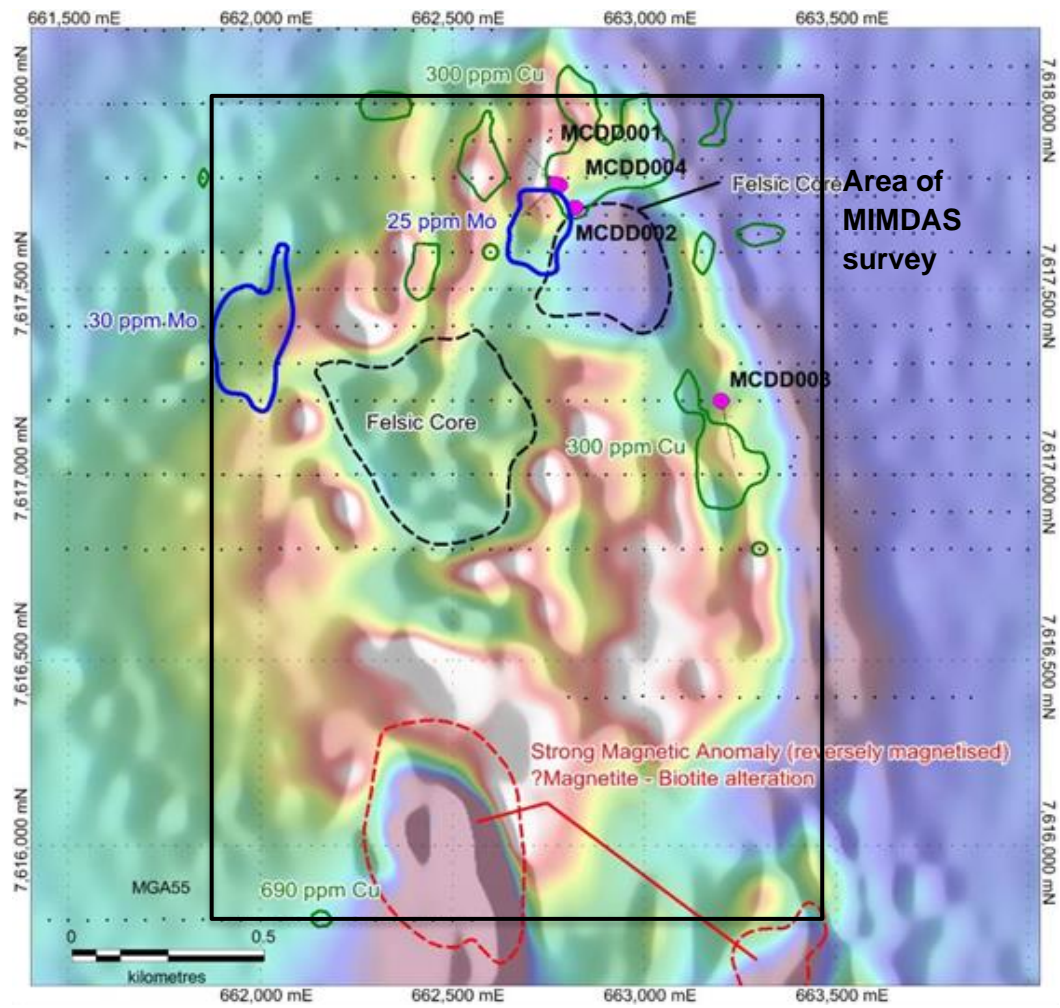 661,500 mE 662,000 mE 662,500 mE 663,000 mE 663,500 mE
7,618,000 mN
7,618,000 mN
300 ppm Cu
MCDD001
MCDD004
Felsic Core
Area of
MIMDAS
survey
25 ppm Mo
MCDD002
7,617,500 mN
7,617,500 mN
30 ppm Mo
MCDD003
Felsic Core
300 ppm Cu
7,617,000 mN
7,617,000 mN
7,616,500 mN
7,616,500 mN
Strong Magnetic Anomaly (reversely magnetised)
?Magnetite - Biotite alteration
7,616,000 mN
7,616,000 mN
MGA55
690 ppm Cu
0 0.5
kilometres
662,000 mE 662,500 mE 663,000 mE 663,500 mE